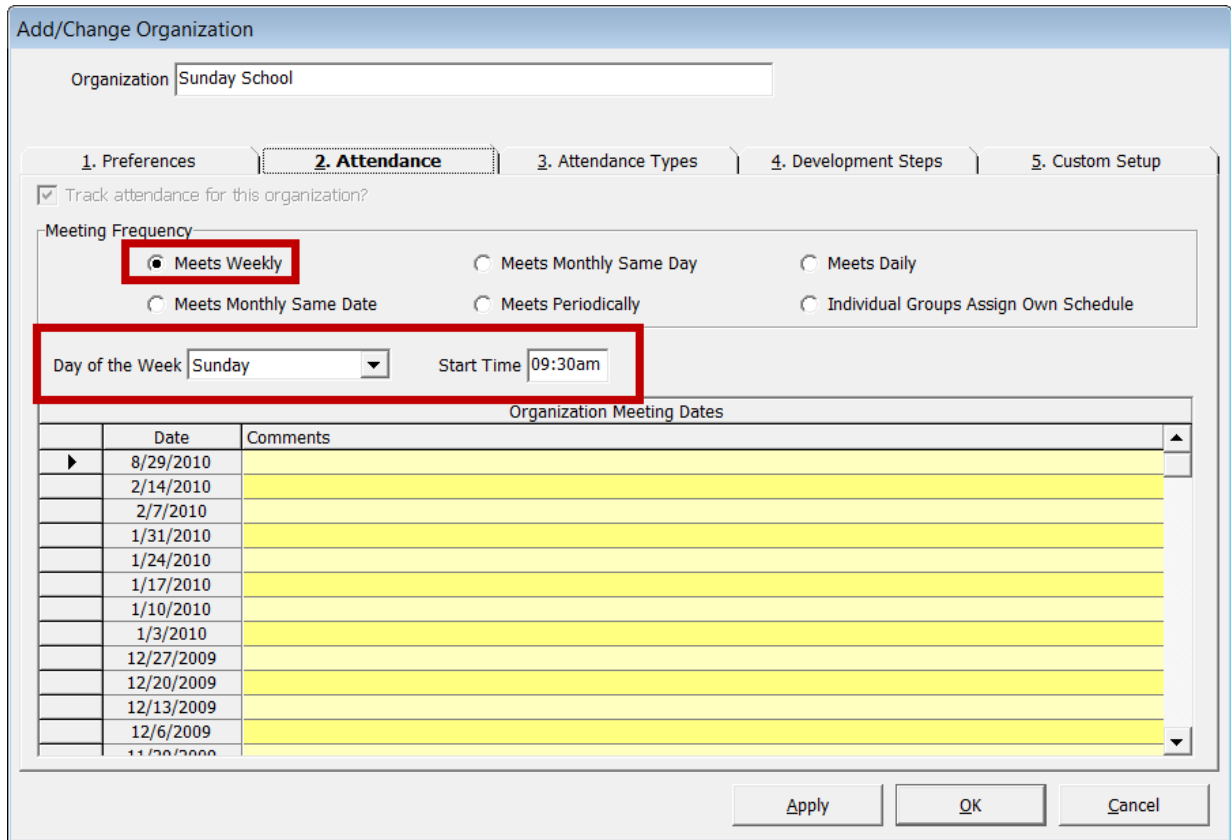 Add/Change Organization
Organization Sunday School
1. Preferences 2. Attendance 3. Attendance Types 4. Development Steps 5. Custom Setup
Track attendance for this organization?
Meeting Frequency
Meets Weekly Meets Monthly Same Day Meets Daily
Meets Monthly Same Date Meets Periodically Individual Groups Assign Own Schedule
Day of the Week Sunday Start Time 09:30am
Organization Meeting Dates
Date Comments
8/29/2010
2/14/2010
2/7/2010
1/31/2010
1/24/2010
1/17/2010
1/10/2010
1/3/2010
12/27/2009
12/20/2009
12/13/2009
12/6/2009
Apply OK Cancel